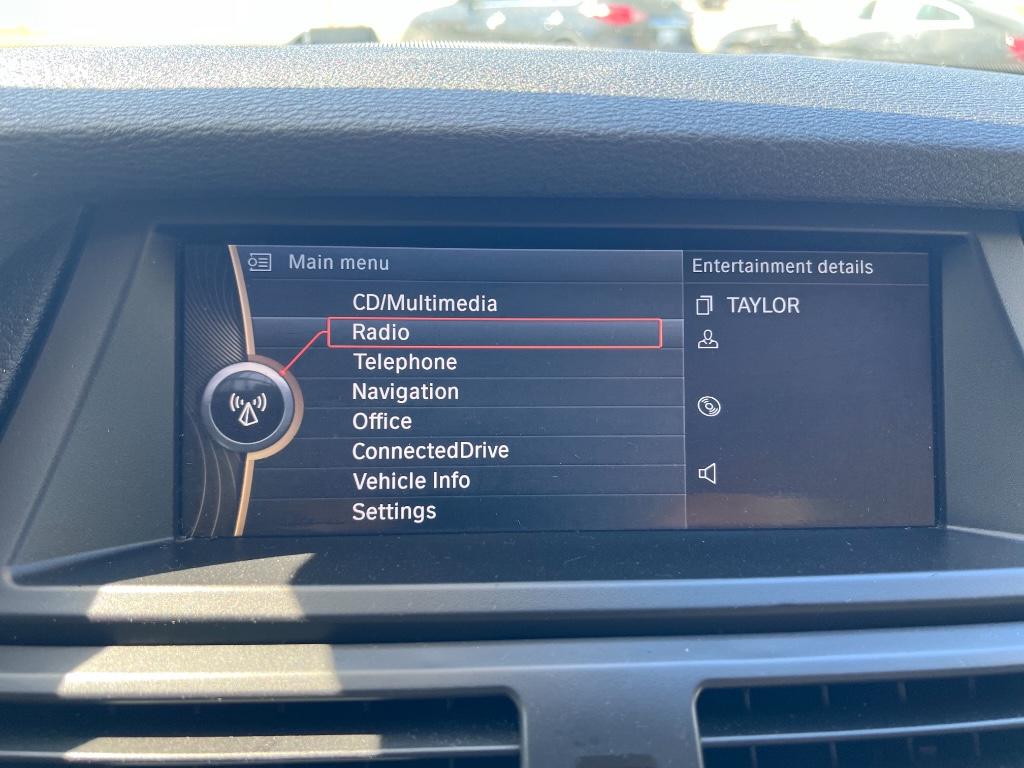 Main menu
CD/Multimedia
Radio
Telephone
Navigation
Office
ConnectedDrive
Vehicle Info
Settings
Entertainment details
TAYLOR